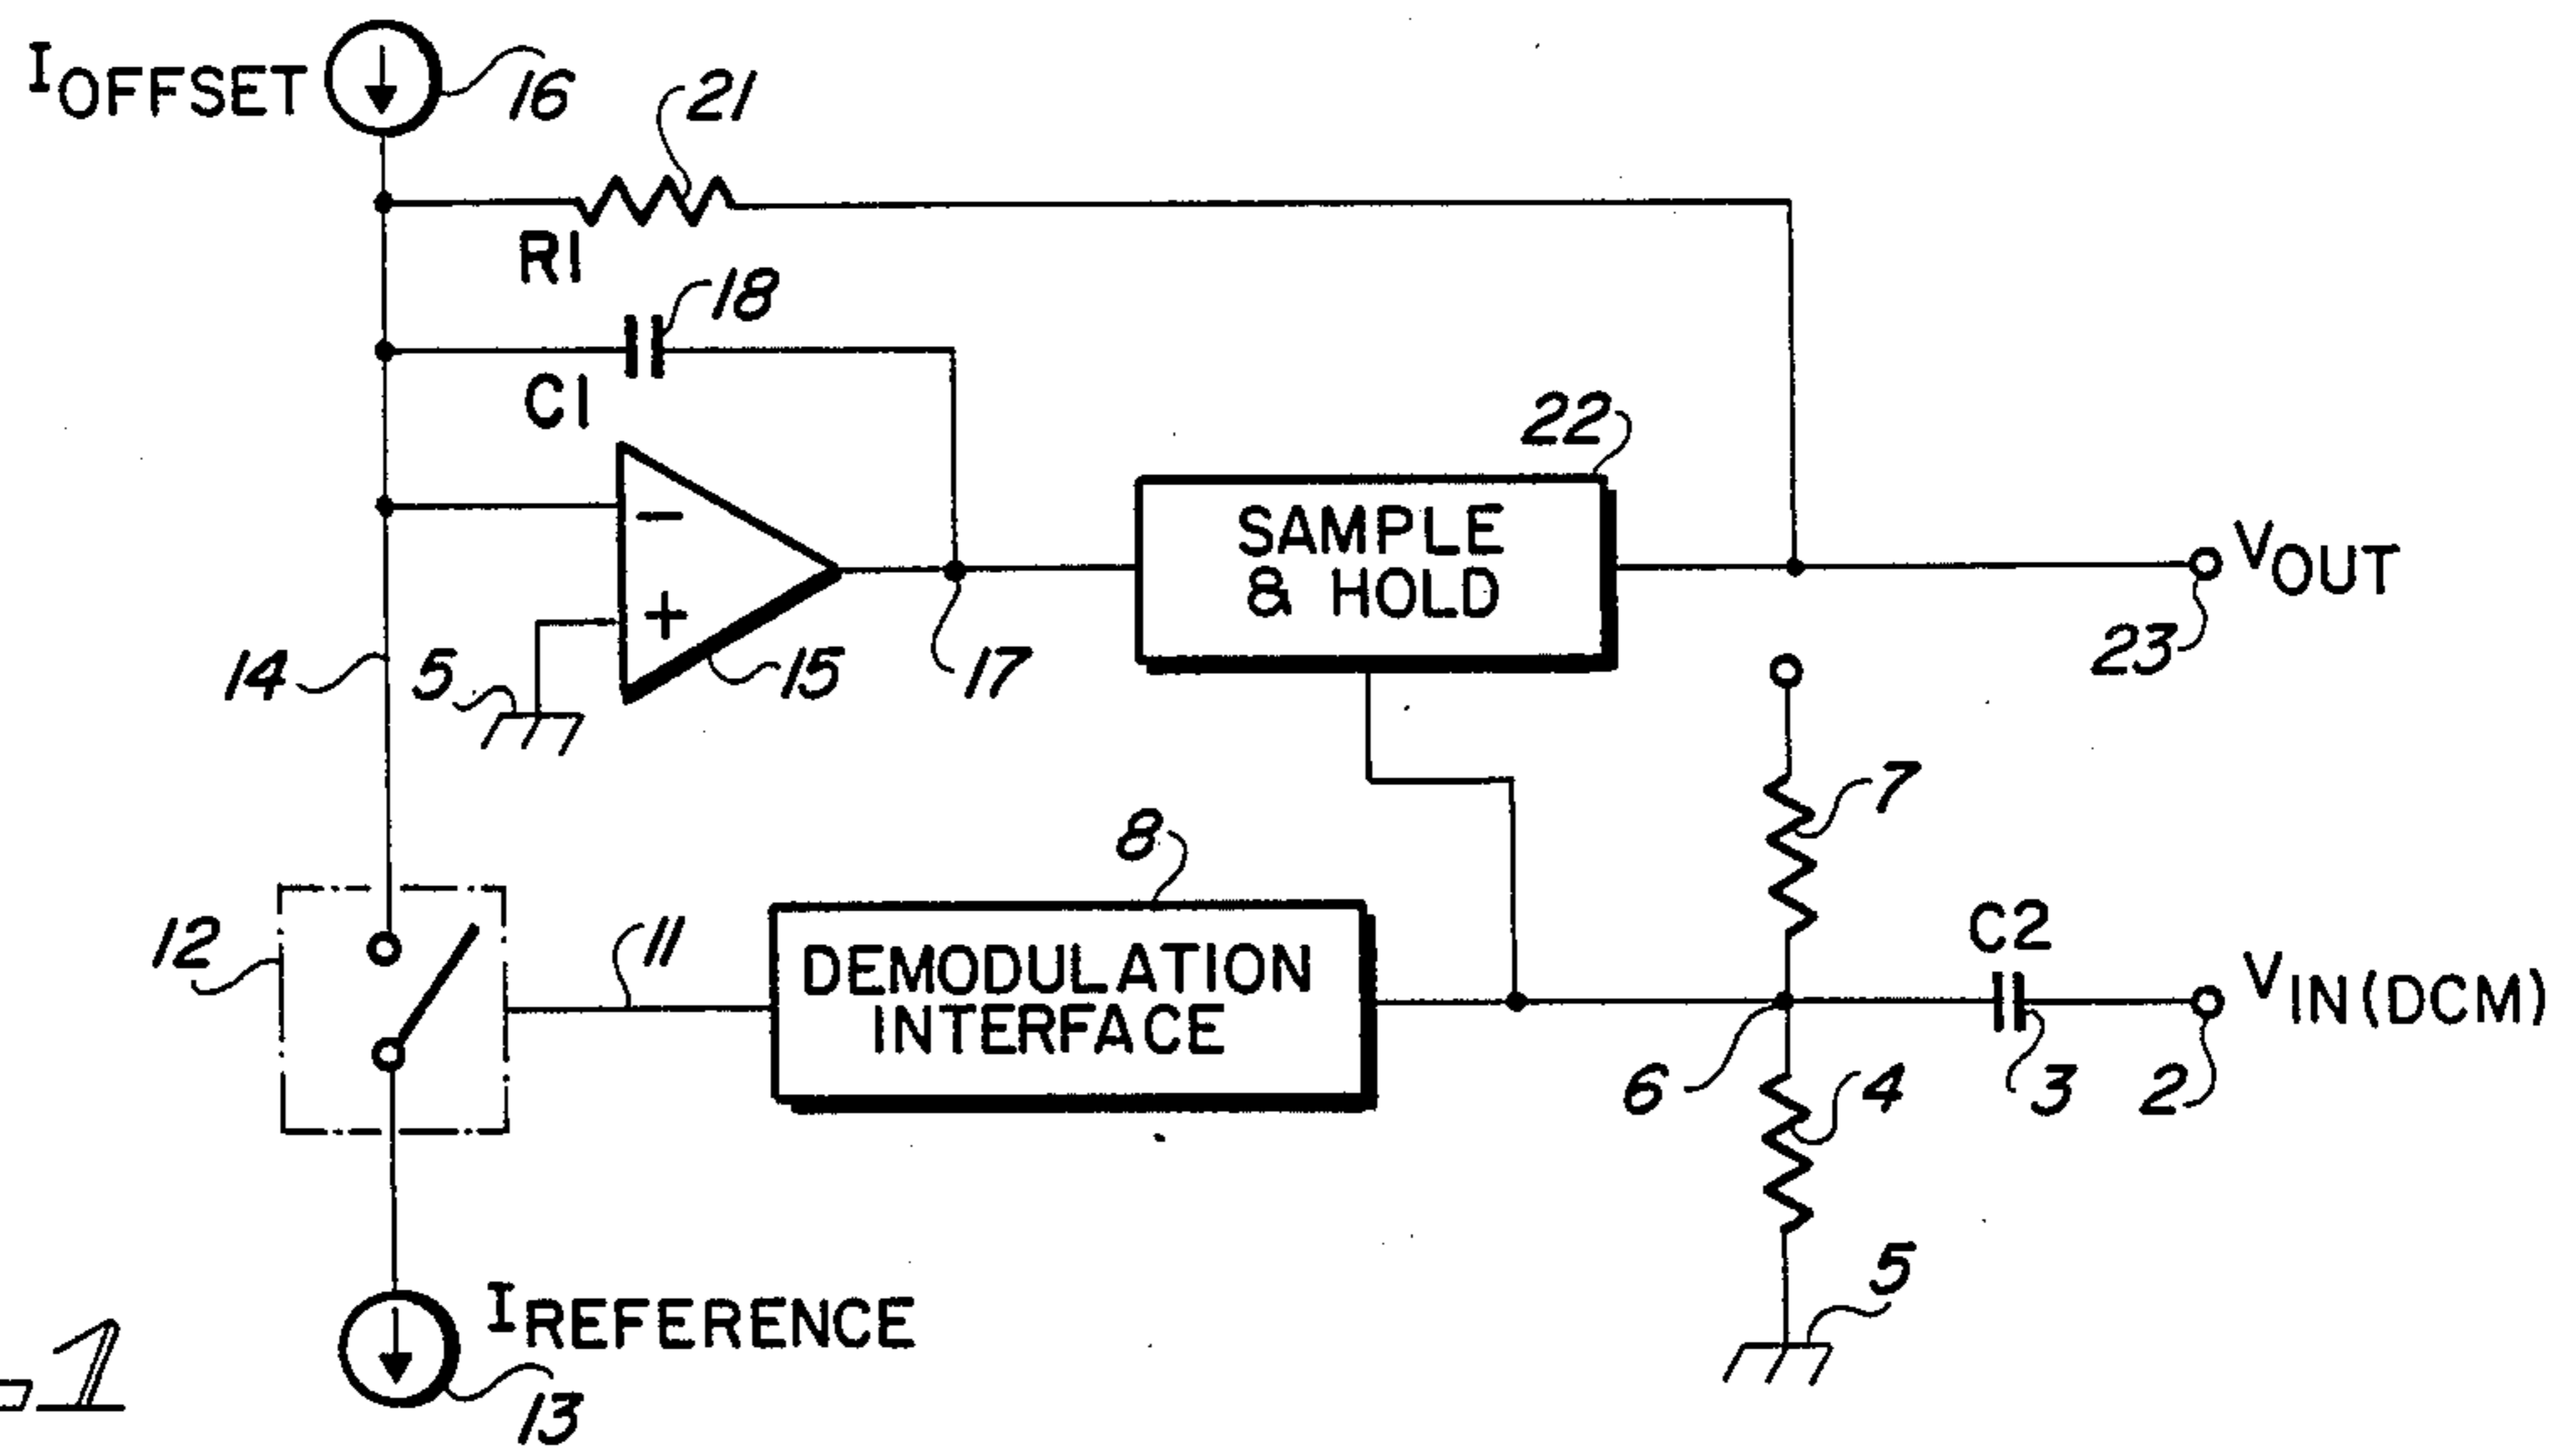 IOFFSET
16
21
R1
18
C1
22
SAMPLE
& HOLD
VOUT
−
+
14
5
15
17
23
7
8
12
11
DEMODULATION
INTERFACE
C2
VIN(DCM)
6
4
3
2
5
IREFERENCE
13
1